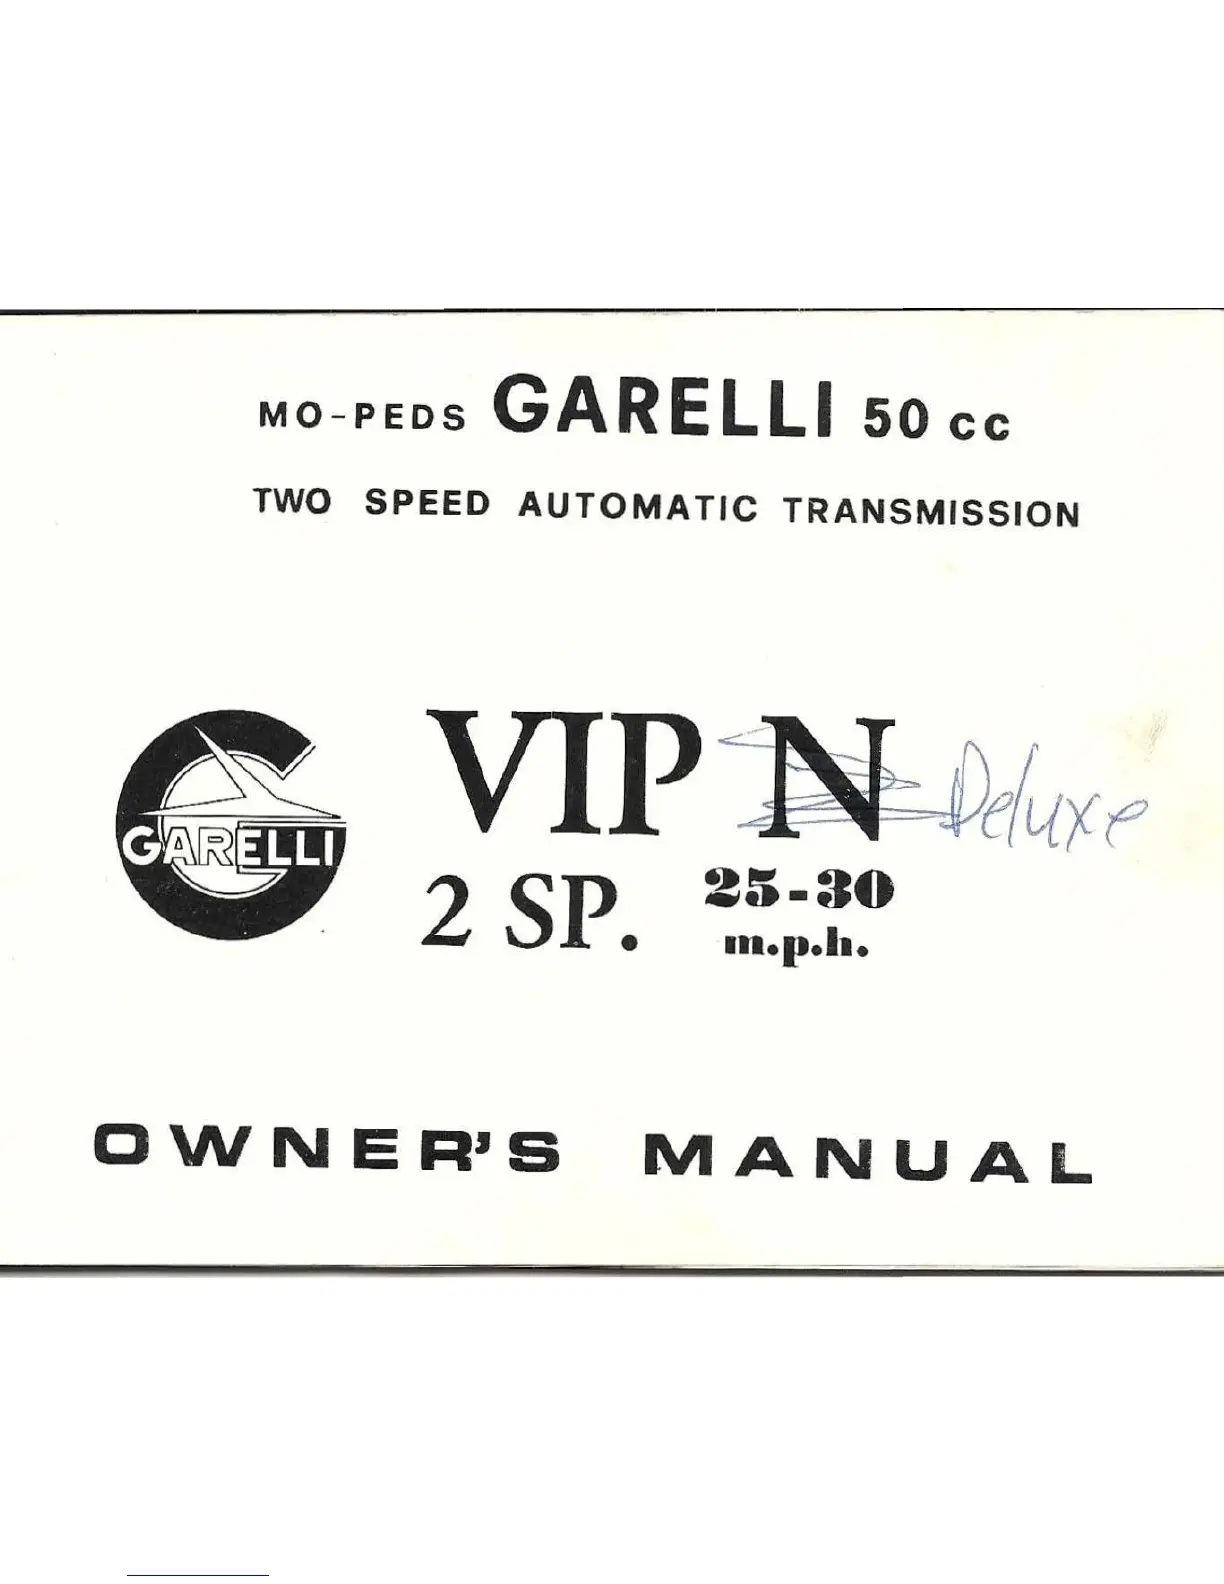 MO-PEDS GARELLI 50 cc
TWO SPEED AUTOMATIC TRANSMISSION
GARELLI
VIP N Deluxe
2 SP. 25-30
m.p.h.
OWNER'S MANUAL